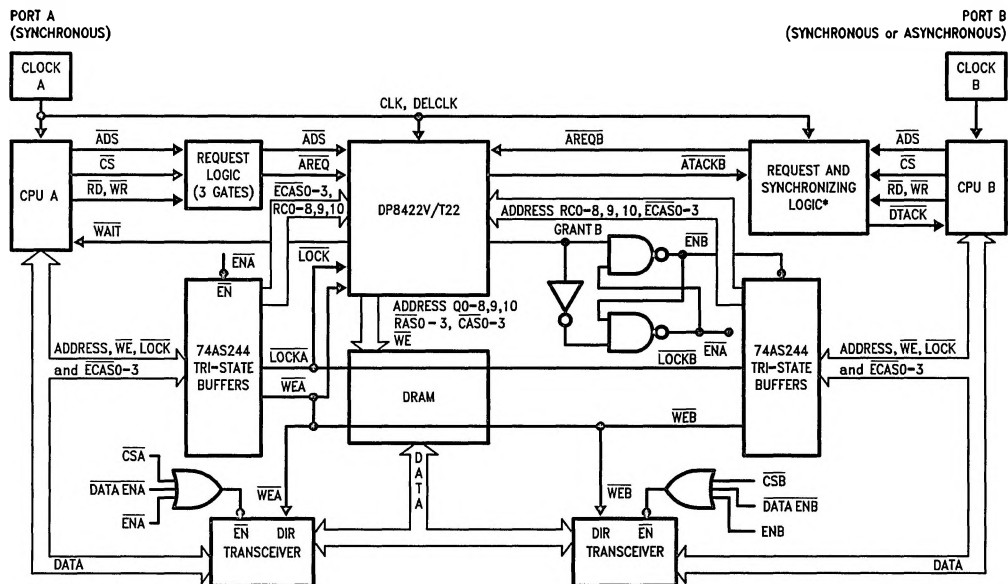 PORT A
(SYNCHRONOUS)
PORT B
(SYNCHRONOUS or ASYNCHRONOUS)
CLOCK
A
CLOCK
B
CLK, DELCLK
ADS
CS
RD, WR
CPU A
REQUEST
LOGIC
(3 GATES)
ADS
AREQ
ECAS0-3,
RC0-8,9,10
DP8422V/T22
AREQB
ATACKB
ADDRESS RC0-8, 9, 10, ECAS0-3
REQUEST AND
SYNCHRONIZING
LOGIC*
ADS
CS
RD, WR
DTACK
CPU B
WAIT
LOCK
GRANT B
ENB
ENA
EN
ADDRESS Q0-8,9,10
RAS0-3, CAS0-3
WE
ENA
74AS244
TRI-STATE
BUFFERS
ADDRESS, WE, LOCK
and ECAS0-3
LOCKA
LOCKB
WEA
DRAM
WEB
74AS244
TRI-STATE
BUFFERS
ADDRESS, WE, LOCK
and ECAS0-3
CSA
DATA ENA
ENA
WEA
DATA
WEB
CSB
DATA ENB
ENB
EN DIR
TRANSCEIVER
DIR EN
TRANSCEIVER
DATA
DATA